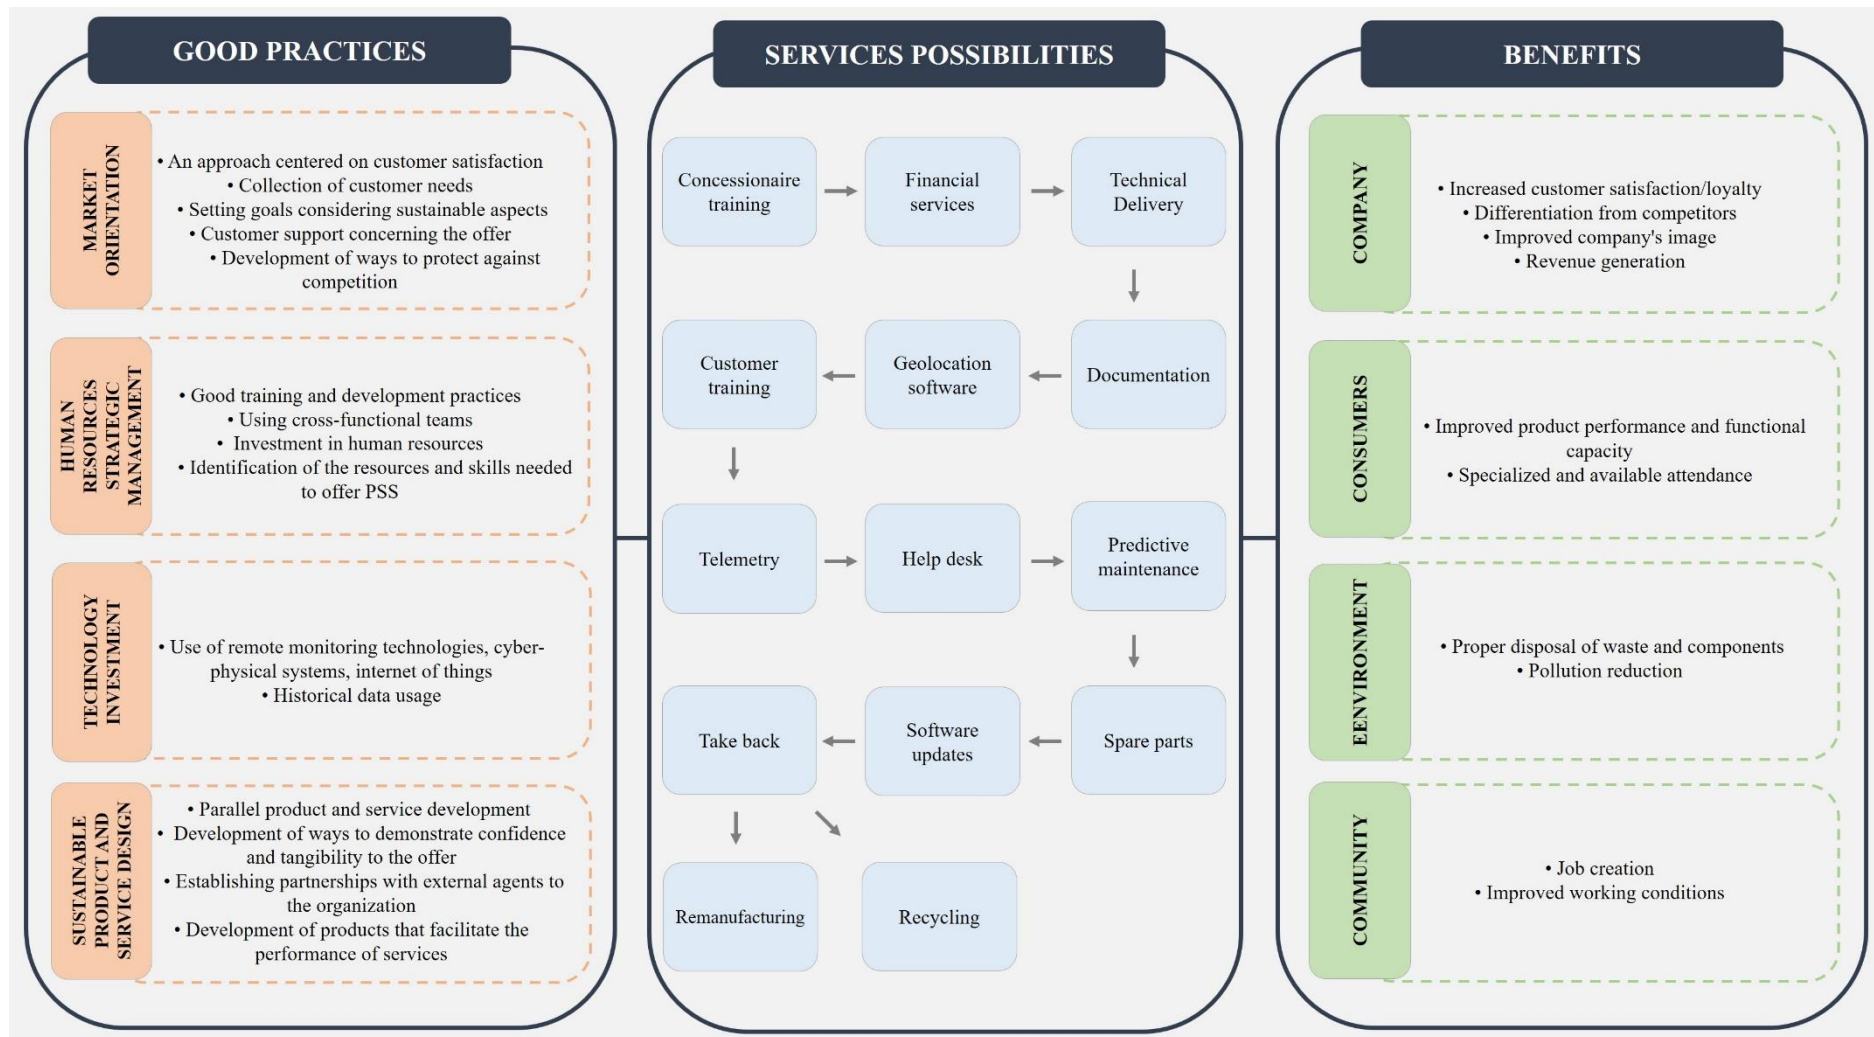 GOOD PRACTICES
MARKET
ORIENTATION
• An approach centered on customer satisfaction
• Collection of customer needs
• Setting goals considering sustainable aspects
• Customer support concerning the offer
• Development of ways to protect against
competition
HUMAN
RESOURCES
STRATEGIC
MANAGEMENT
• Good training and development practices
• Using cross-functional teams
• Investment in human resources
• Identification of the resources and skills needed
to offer PSS
TECHNOLOGY
INVESTMENT
• Use of remote monitoring technologies, cyber-
physical systems, internet of things
• Historical data usage
SUSTAINABLE
PRODUCT AND
SERVICE DESIGN
• Parallel product and service development
• Development of ways to demonstrate confidence
and tangibility to the offer
• Establishing partnerships with external agents to
the organization
• Development of products that facilitate the
performance of services
SERVICES POSSIBILITIES
Concessionaire
training
Financial
services
Technical
Delivery
Customer
training
Geolocation
software
Documentation
Telemetry
Help desk
Predictive
maintenance
Take back
Software
updates
Spare parts
Remanufacturing
Recycling
BENEFITS
COMPANY
• Increased customer satisfaction/loyalty
• Differentiation from competitors
• Improved company's image
• Revenue generation
CONSUMERS
• Improved product performance and functional
capacity
• Specialized and available attendance
EENVIRONMENT
• Proper disposal of waste and components
• Pollution reduction
COMMUNITY
• Job creation
• Improved working conditions